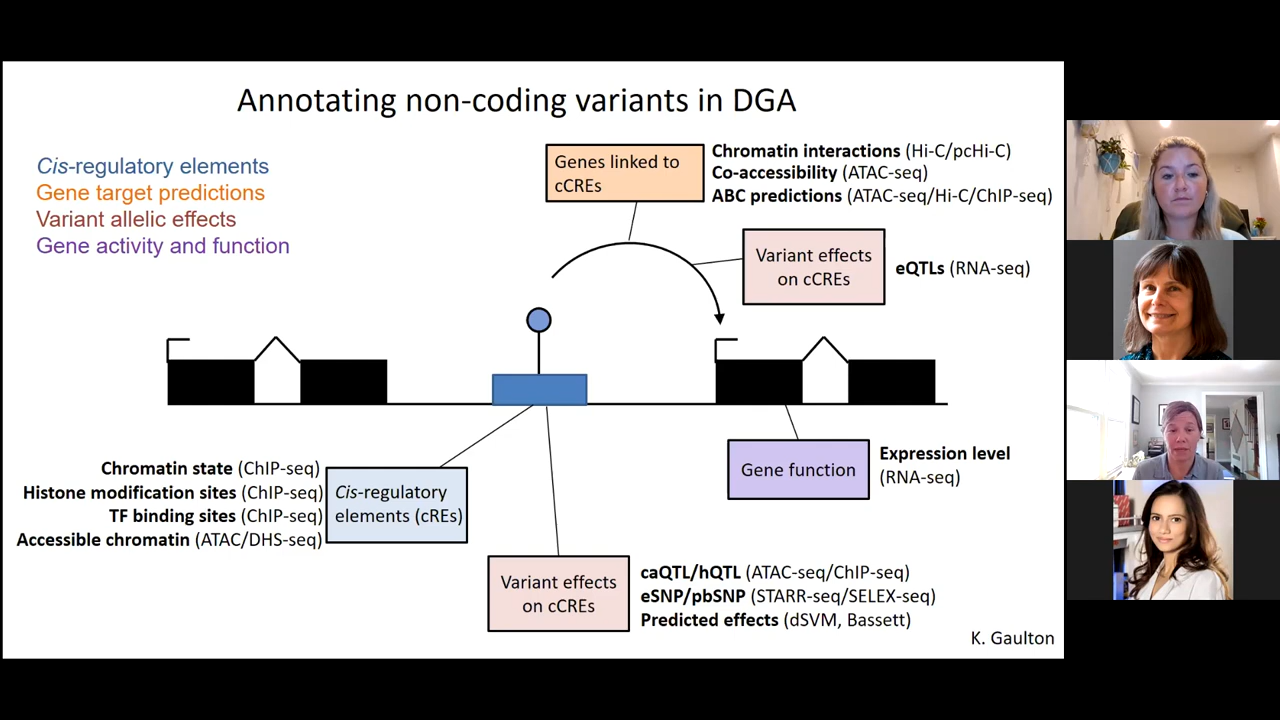 Annotating non-coding variants in DGA
Cis-regulatory elements
Gene target predictions
Variant allelic effects
Gene activity and function
Genes linked to
cCREs
Chromatin interactions (Hi-C/pcHi-C)
Co-accessibility (ATAC-seq)
ABC predictions (ATAC-seq/Hi-C/ChIP-seq)
Variant effects
on cCREs
eQTLs (RNA-seq)
Chromatin state (ChIP-seq)
Histone modification sites (ChIP-seq)
TF binding sites (ChIP-seq)
Accessible chromatin (ATAC/DHS-seq)
Cis-regulatory
elements (cREs)
Gene function
Expression level
(RNA-seq)
Variant effects
on cCREs
caQTL/hQTL (ATAC-seq/ChIP-seq)
eSNP/pbSNP (STARR-seq/SELEX-seq)
Predicted effects (dSVM, Bassett)
K. Gaulton